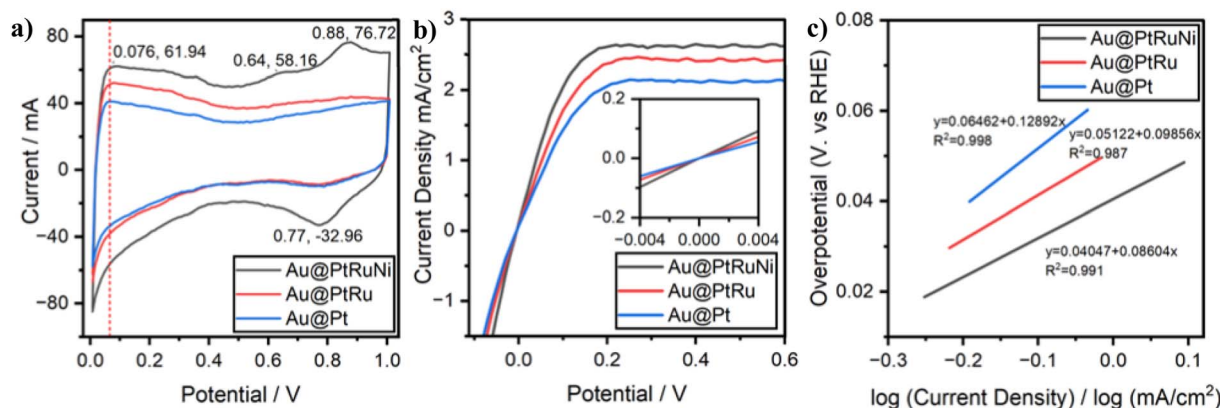 a)
80
40
0
−40
−80
Current / mA
0.076, 61.94
0.64, 58.16
0.88, 76.72
0.77, -32.96
Au@PtRuNi
Au@PtRu
Au@Pt
0.0 0.2 0.4 0.6 0.8 1.0
Potential / V
b)
3
2
1
0
−1
Current Density mA/cm²
0.2
0.0
−0.2
−0.004 0.000 0.004
Au@PtRuNi
Au@PtRu
Au@Pt
0.0 0.2 0.4 0.6
Potential / V
c)
0.08
0.06
0.04
0.02
Overpotential (V. vs RHE)
Au@PtRuNi
Au@PtRu
Au@Pt
y=0.06462+0.12892x
R²=0.998
y=0.05122+0.09856x
R²=0.987
y=0.04047+0.08604x
R²=0.991
−0.3 −0.2 −0.1 0.0 0.1
log (Current Density) / log (mA/cm²)